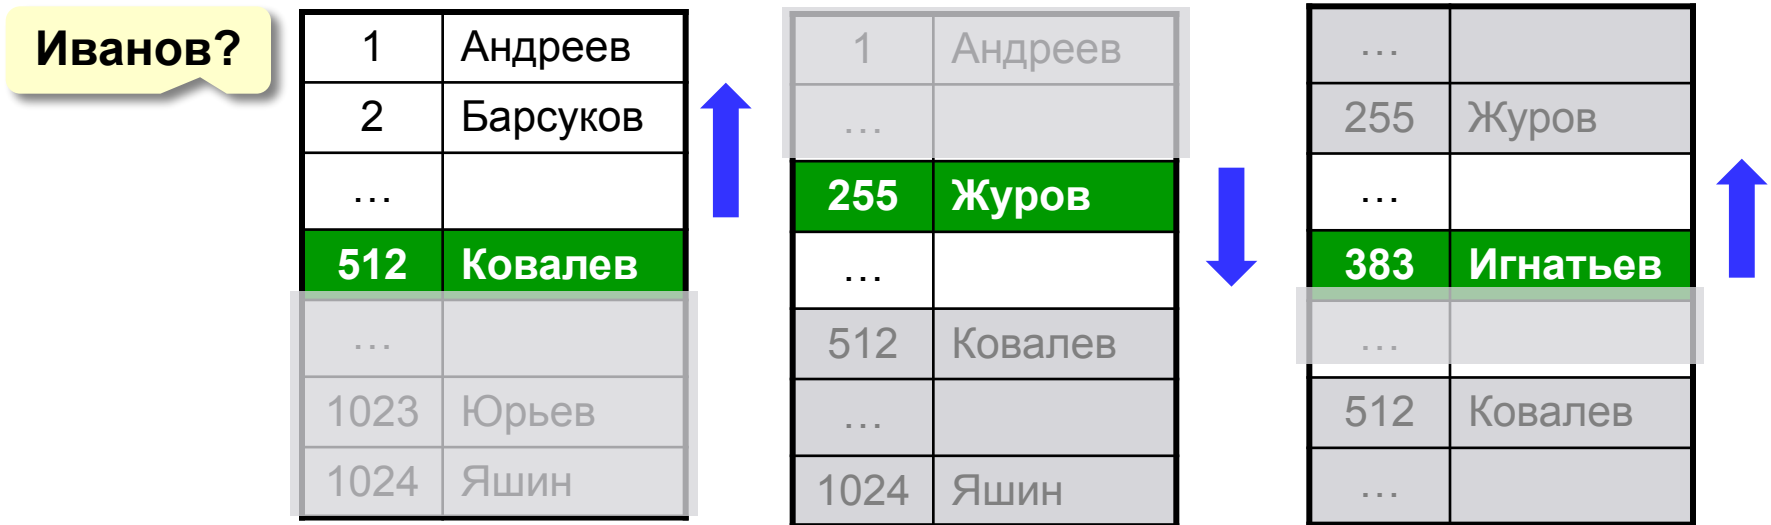 Иванов?
1 Андреев
2 Барсуков
...
512 Ковалев
...
1023 Юрьев
1024 Яшин
1 Андреев
...
255 Журов
...
512 Ковалев
...
1024 Яшин
...
255 Журов
...
383 Игнатьев
...
512 Ковалев
...